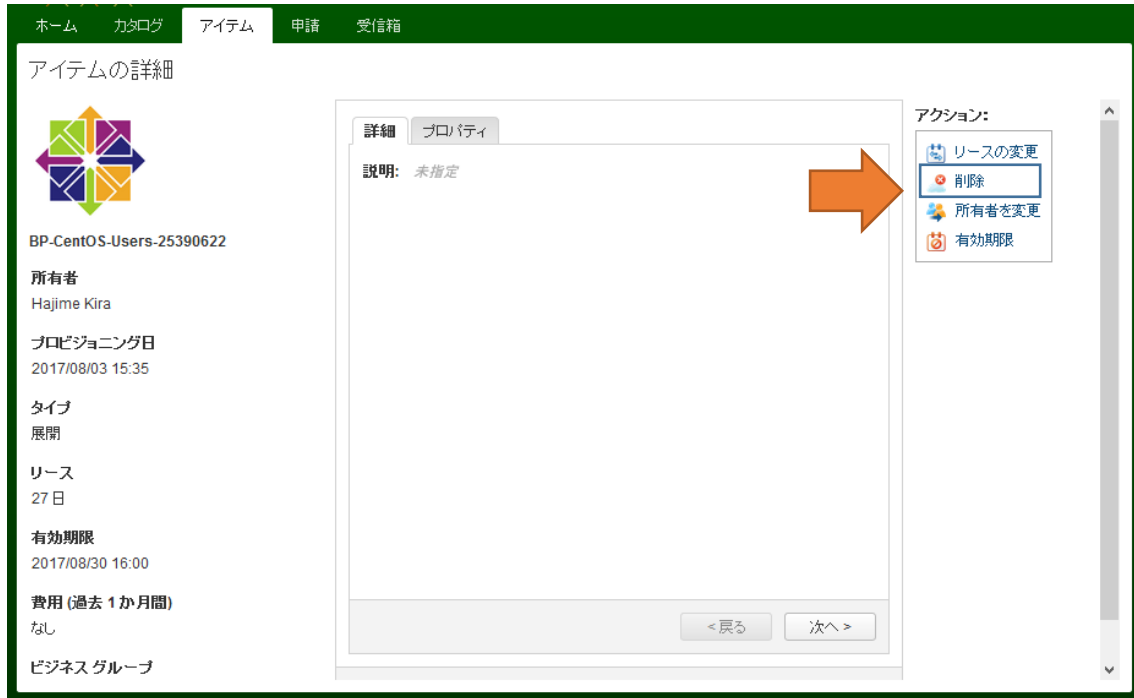 ホーム カタログ アイテム 申請 受信箱
アイテムの詳細
BP-CentOS-Users-25390622
所有者
Hajime Kira
プロビジョニング日
2017/08/03 15:35
タイプ
展開
リース
27 日
有効期限
2017/08/30 16:00
費用 (過去 1 か月間)
なし
ビジネス グループ
詳細 プロパティ
説明: 未指定
<戻る 次へ >
アクション:
リースの変更
削除
所有者を変更
有効期限